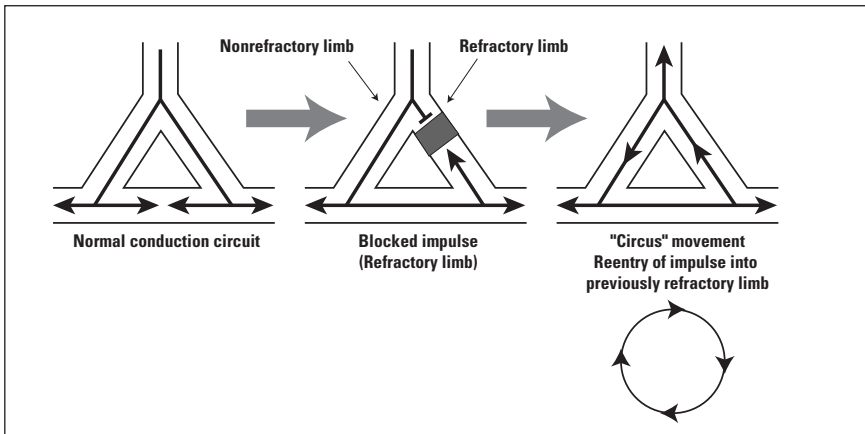 Nonrefractory limb
Refractory limb
Normal conduction circuit
Blocked impulse
(Refractory limb)
"Circus" movement
Reentry of impulse into
previously refractory limb